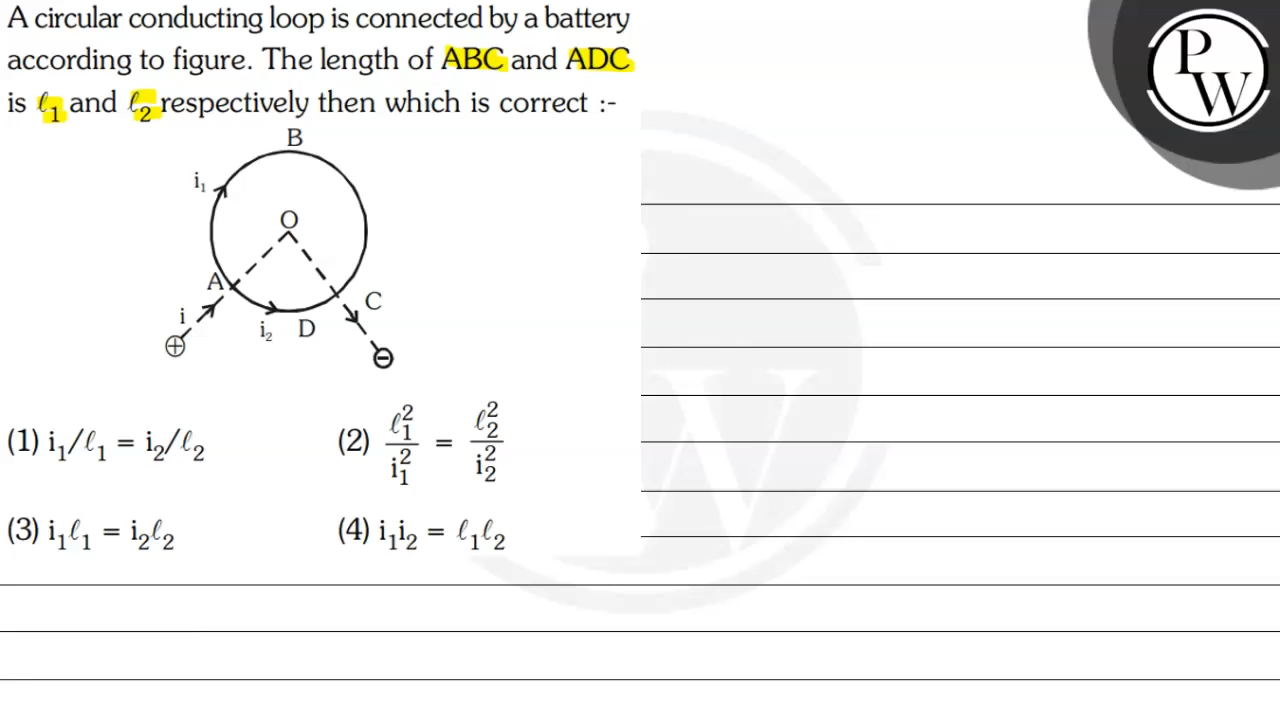 A circular conducting loop is connected by a battery
according to figure. The length of ABC and ADC
is ℓ₁ and ℓ₂ respectively then which is correct :-
P
W
B
i₁
O
A
C
i
i₂ D
(1) i₁/ℓ₁ = i₂/ℓ₂
(2) ℓ₁²/i₁² = ℓ₂²/i₂²
(3) i₁ℓ₁ = i₂ℓ₂
(4) i₁i₂ = ℓ₁ℓ₂